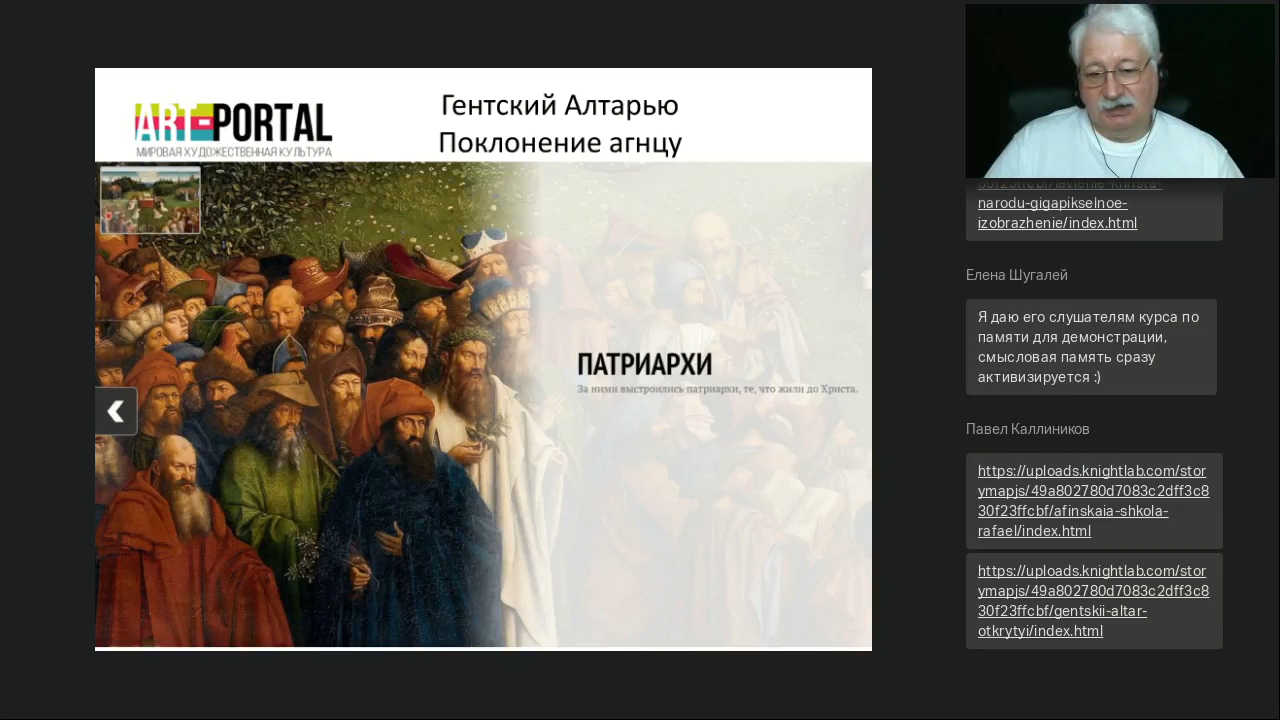 Гентский Алтарью
Поклонение агнцу
ART-PORTAL
МИРОВАЯ ХУДОЖЕСТВЕННАЯ КУЛЬТУРА
ПАТРИАРХИ
За ними выстроились патриархи, те, что жили до Христа.
30f23ffcbf/iavlenie-khrista-
narodu-gigapikselnoe-
izobrazhenie/index.html
Елена Шугалей
Я даю его слушателям курса по
памяти для демонстрации,
смысловая память сразу
активизируется :)
Павел Каллиников
https://uploads.knightlab.com/stor
ymapjs/49a802780d7083c2dff3c8
30f23ffcbf/afinskaia-shkola-
rafael/index.html
https://uploads.knightlab.com/stor
ymapjs/49a802780d7083c2dff3c8
30f23ffcbf/gentskii-altar-
otkrytyi/index.html